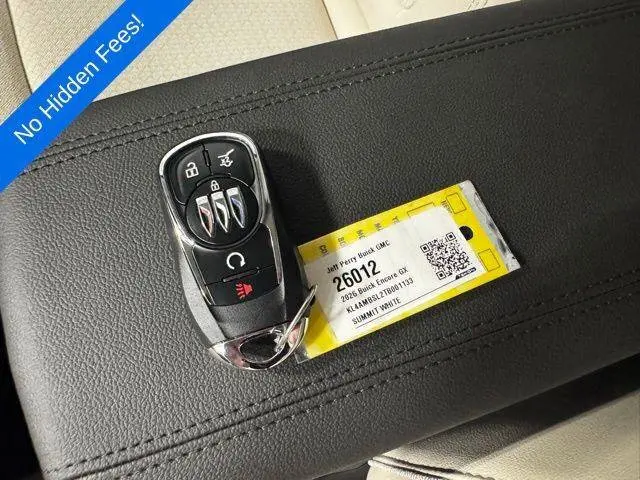 No Hidden Fees!
Jeff Perry Buick GMC
26012
2026 Buick Encore GX
KL4AMBSL2TB001133
SUMMIT WHITE